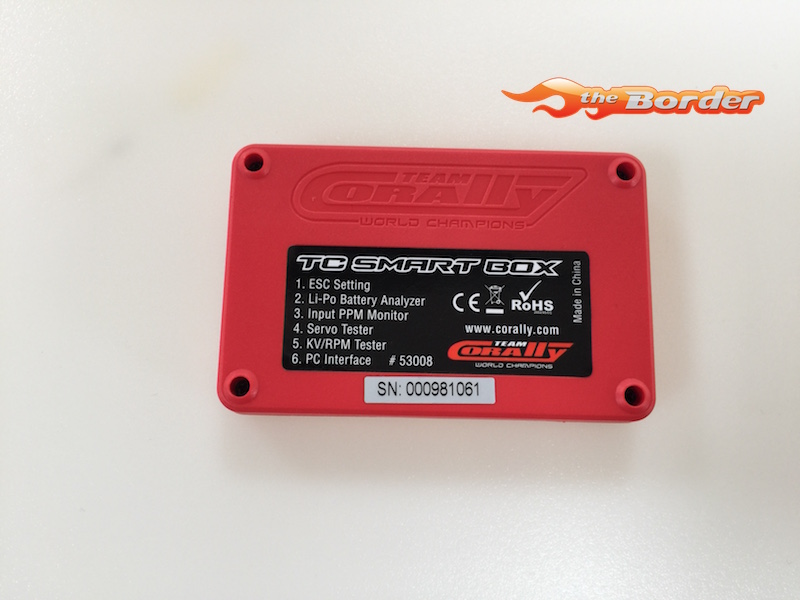 the Border
TEAM
CORALLY
WORLD CHAMPIONS
TC SMART BOX
1. ESC Setting
2. Li-Po Battery Analyzer
3. Input PPM Monitor
4. Servo Tester
5. KV/RPM Tester
6. PC Interface # 53008
CE
RoHS
Made in China
www.corally.com
TEAM
CORALLY
WORLD CHAMPIONS
SN: 000981061